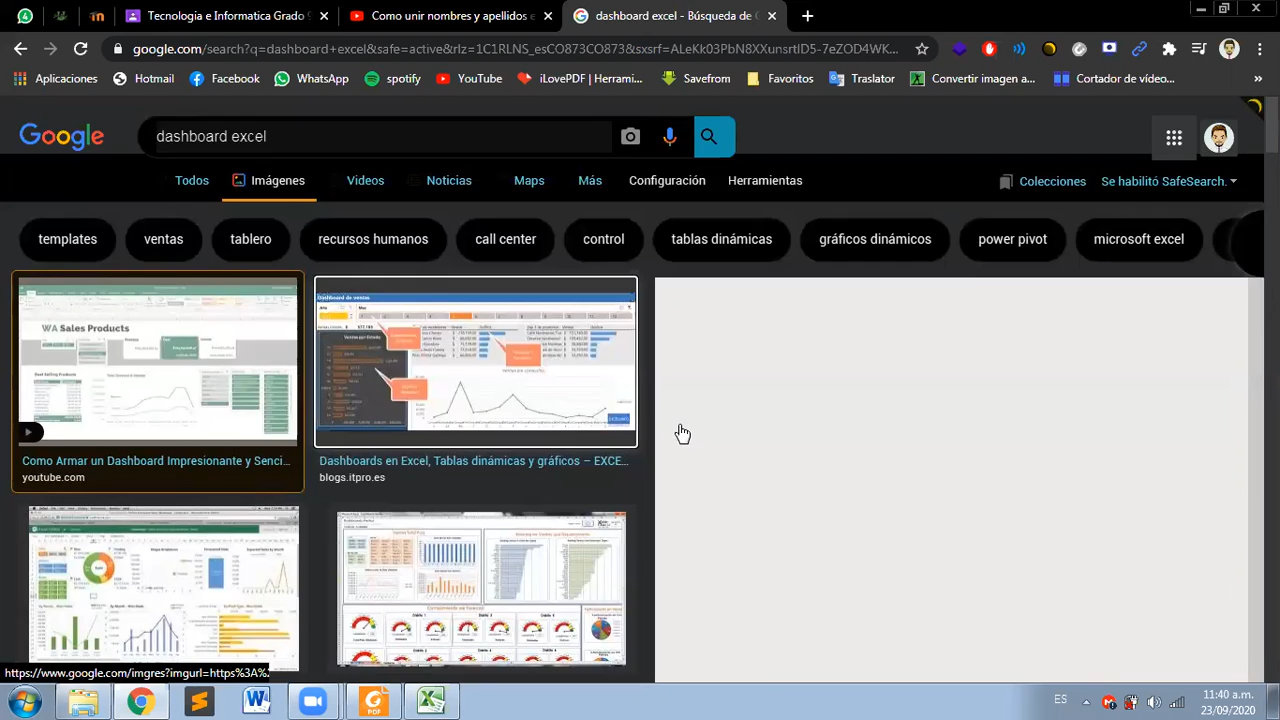 Tecnologia e Informatica Grado 9
Como unir nombres y apellidos e
dashboard excel - Búsqueda de
google.com/search?q=dashboard+excel&safe=active&rlz=1C1RLNS_esCO873CO873&sxsrf=ALeKk03PbN8XXunsrtID5-7eZOD4WK...
Aplicaciones
Hotmail
Facebook
WhatsApp
spotify
YouTube
iLovePDF | Herrami...
Savefrom
Favoritos
Tradutor
Convertir imagen a...
Cortador de vídeo...
Google
dashboard excel
Todos
Imágenes
Videos
Noticias
Maps
Más
Configuración
Herramientas
Colecciones
Se habilitó SafeSearch.
templates
ventas
tablero
recursos humanos
call center
control
tablas dinámicas
gráficos dinámicos
power pivot
microsoft excel
WA Sales Products
Dashboard de ventas
Como Armar un Dashboard Impresionante y Senci...
youtube.com
Dashboards en Excel, Tablas dinámicas y gráficos – EXCE...
blogs.itpro.es
https://www.google.com/imgres?imgurl=https%3A%2
ES
11:40 a.m.
23/09/2020